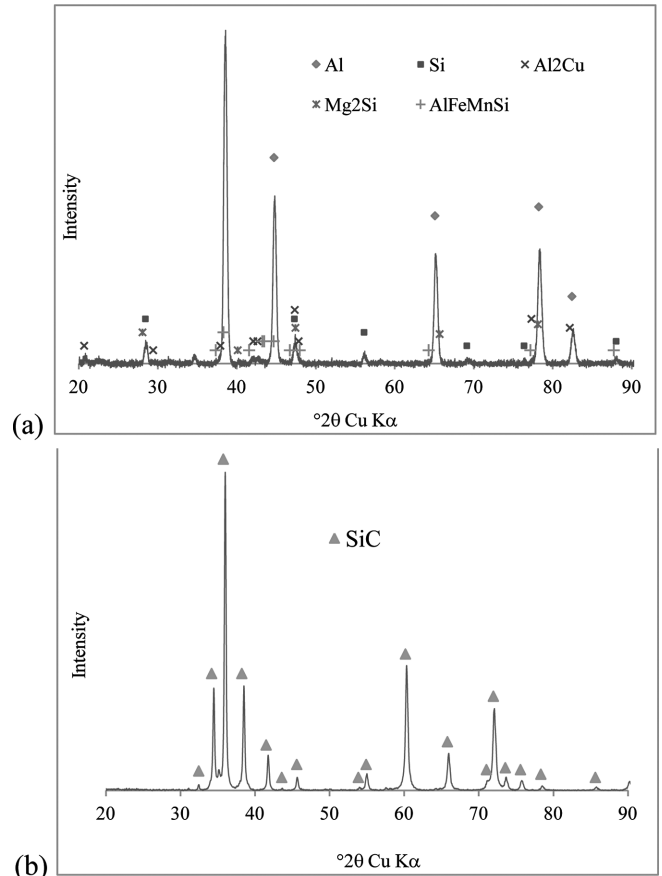 Al Si Al2Cu
Mg2Si AlFeMnSi
Intensity
20 30 40 50 60 70 80 90
°2θ Cu Kα
(a)
SiC
Intensity
20 30 40 50 60 70 80 90
°2θ Cu Kα
(b)